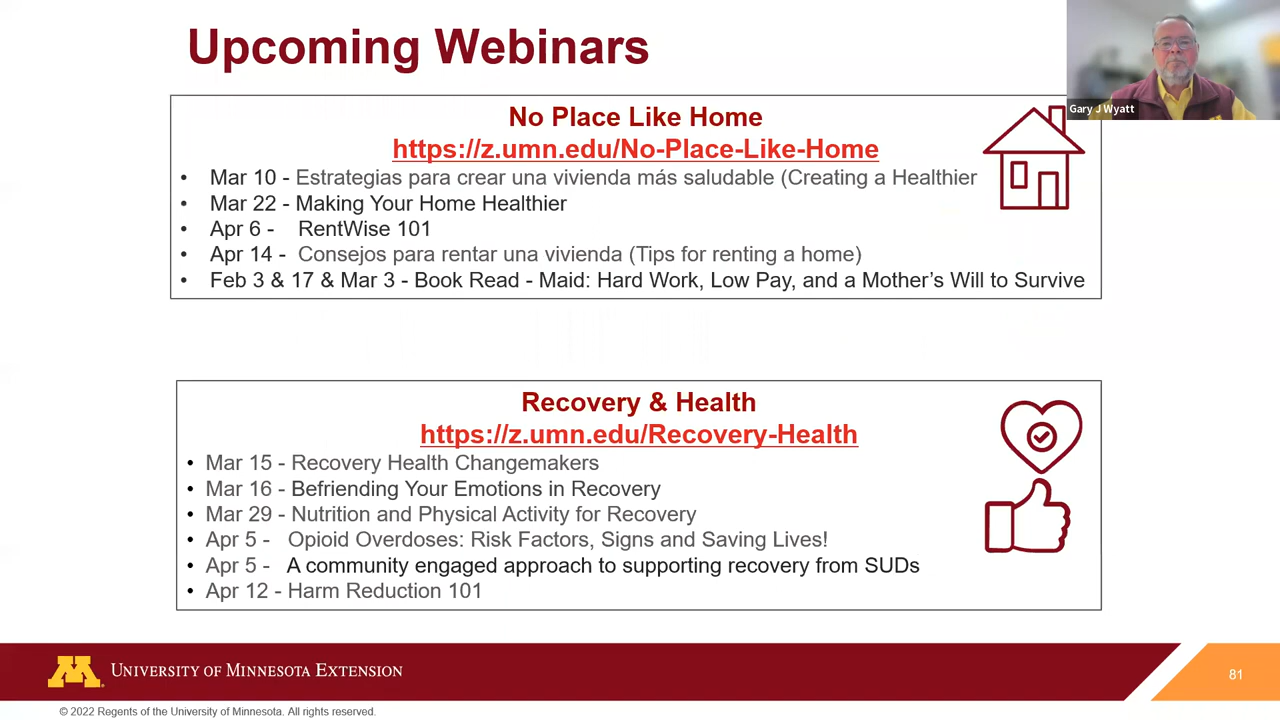 Upcoming Webinars
Gary J Wyatt
No Place Like Home
https://z.umn.edu/No-Place-Like-Home
• Mar 10 - Estrategias para crear una vivienda más saludable (Creating a Healthier
• Mar 22 - Making Your Home Healthier
• Apr 6 - RentWise 101
• Apr 14 - Consejos para rentar una vivienda (Tips for renting a home)
• Feb 3 & 17 & Mar 3 - Book Read - Maid: Hard Work, Low Pay, and a Mother’s Will to Survive
Recovery & Health
https://z.umn.edu/Recovery-Health
• Mar 15 - Recovery Health Changemakers
• Mar 16 - Befriending Your Emotions in Recovery
• Mar 29 - Nutrition and Physical Activity for Recovery
• Apr 5 - Opioid Overdoses: Risk Factors, Signs and Saving Lives!
• Apr 5 - A community engaged approach to supporting recovery from SUDs
• Apr 12 - Harm Reduction 101
M UNIVERSITY OF MINNESOTA EXTENSION
81
© 2022 Regents of the University of Minnesota. All rights reserved.